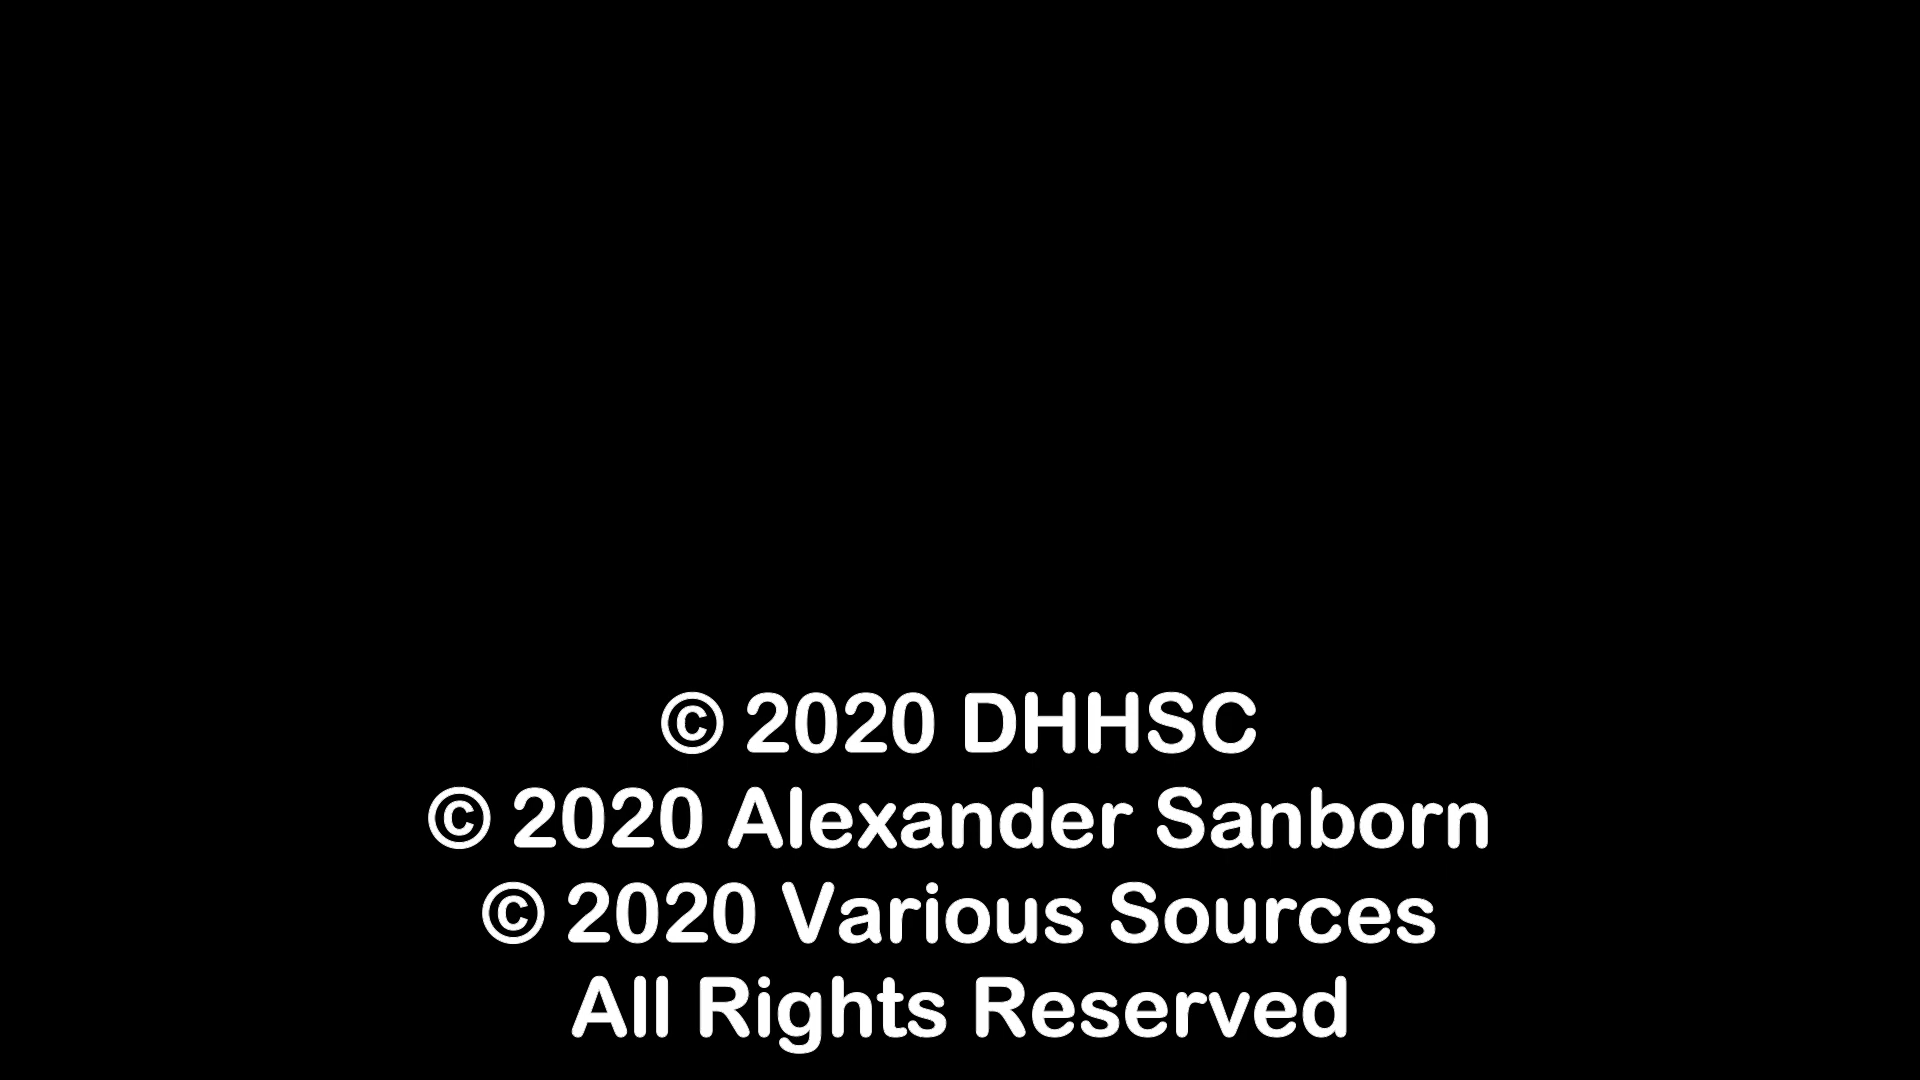 © 2020 DHHSC
© 2020 Alexander Sanborn
© 2020 Various Sources
All Rights Reserved